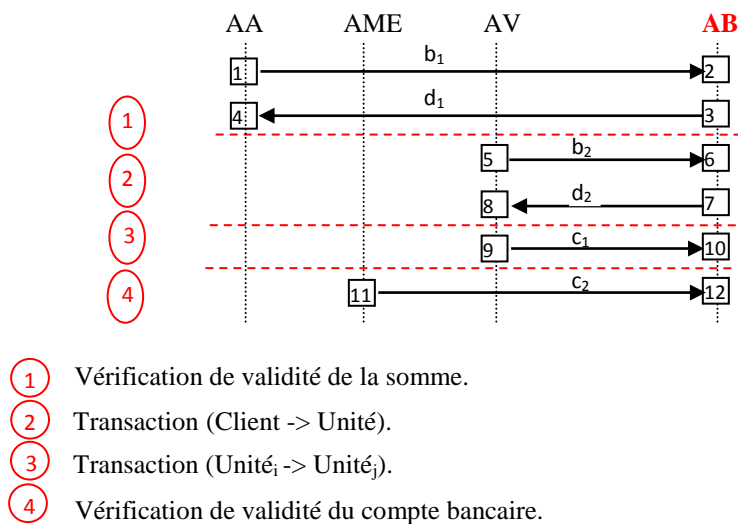 AA AME AV AB
b₁
1 2
d₁
1 4 3
b₂
2 5 6
d₂
8 7
3 c₁
9 10
4 c₂
11 12
1 Vérification de validité de la somme.
2 Transaction (Client -> Unité).
3 Transaction (Unitéᵢ -> Unitéⱼ).
4 Vérification de validité du compte bancaire.